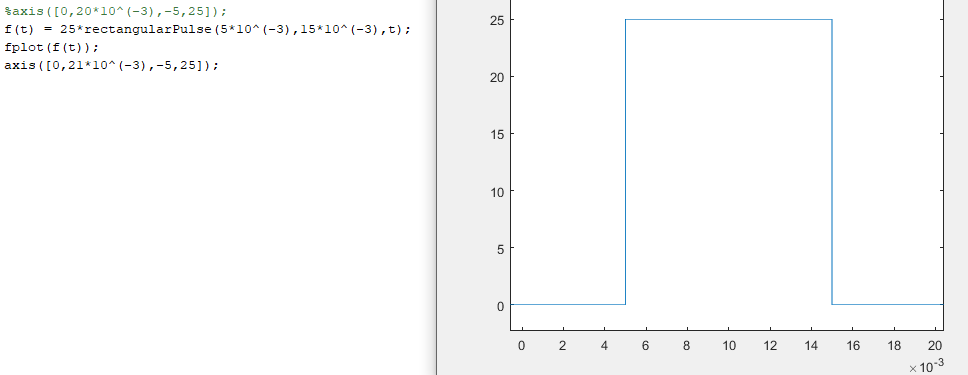 %axis([0,20*10^(-3),-5,25]);
f(t) = 25*rectangularPulse(5*10^(-3),15*10^(-3),t);
fplot(f(t));
axis([0,21*10^(-3),-5,25]);
25
20
15
10
5
0
0 2 4 6 8 10 12 14 16 18 20
×10-3